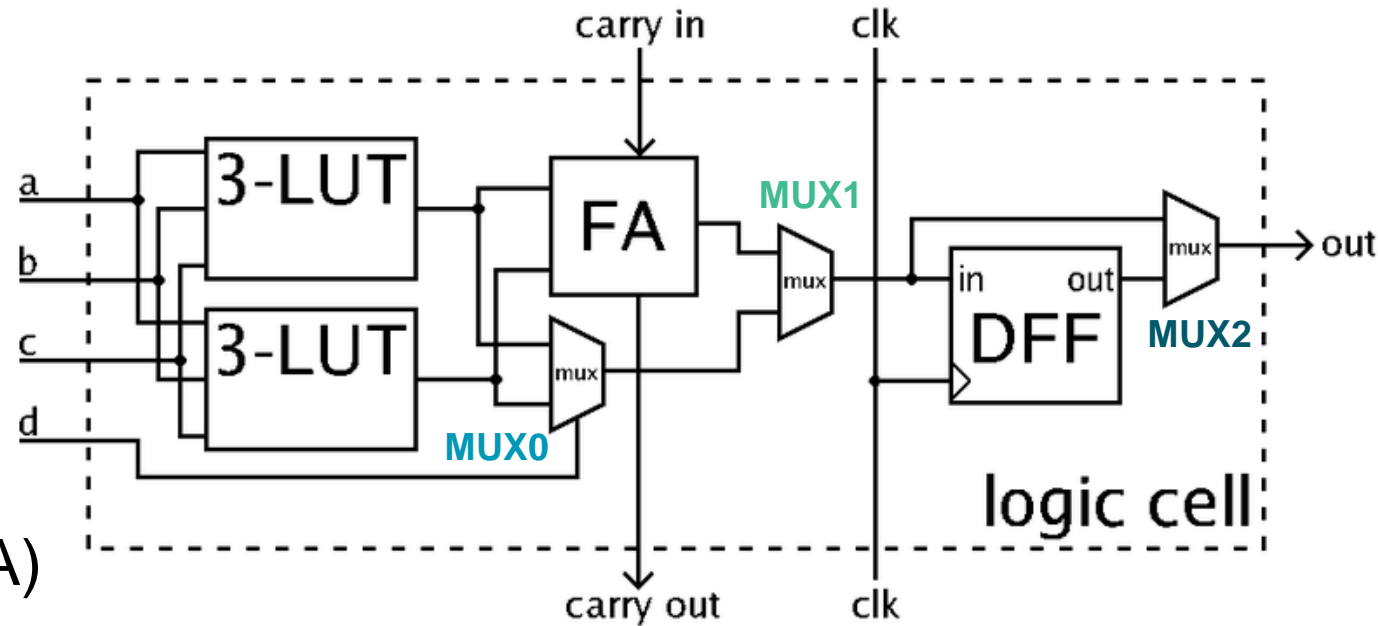 carry in
clk
3-LUT
a
FA
MUX1
mux
mux
out
b
in
out
mux
3-LUT
DFF
MUX2
c
mux
d
MUX0
logic cell
A)
carry out
clk